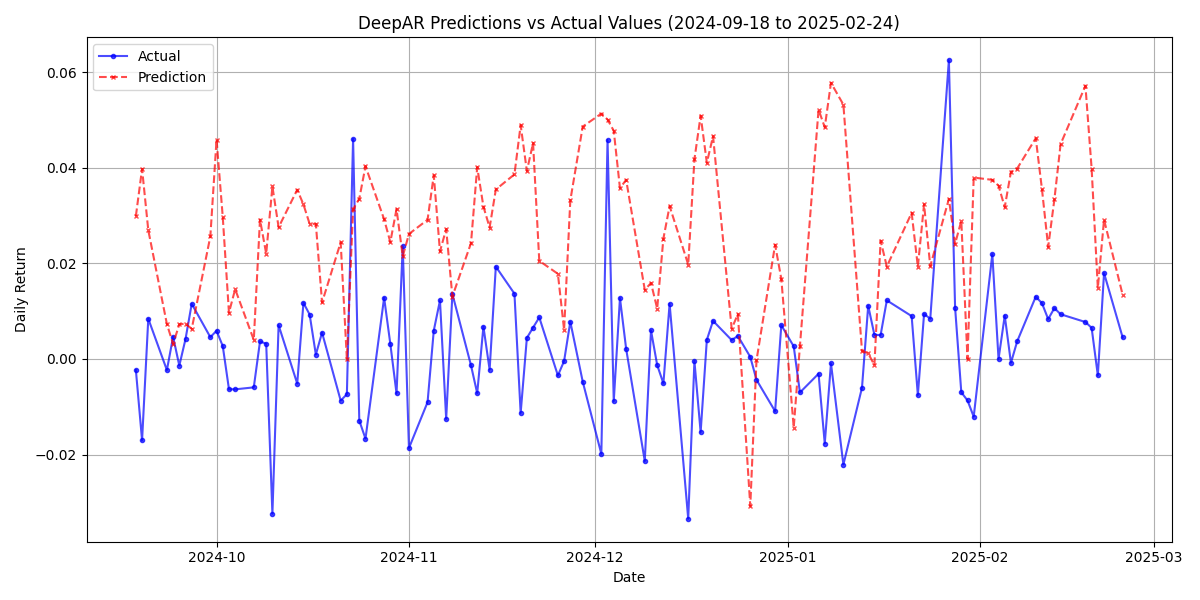 DeepAR Predictions vs Actual Values (2024-09-18 to 2025-02-24)
Actual
Prediction
Daily Return
0.06
0.04
0.02
0.00
−0.02
2024-10
2024-11
2024-12
2025-01
2025-02
2025-03
Date